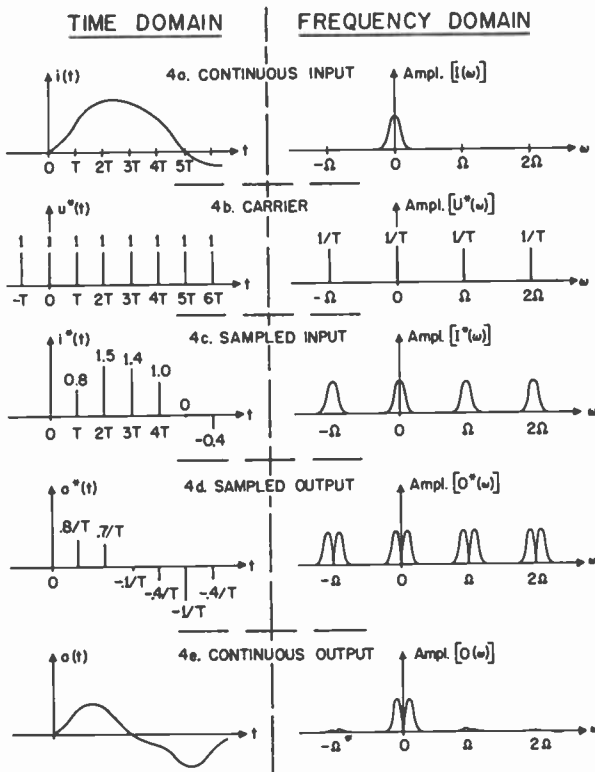 TIME DOMAIN
FREQUENCY DOMAIN
4a. CONTINUOUS INPUT
i(t)
0 T 2T 3T 4T 5T t
Ampl. [I(ω)]
-Ω 0 Ω 2Ω ω
4b. CARRIER
u*(t)
1 1 1 1 1 1 1 1
-T 0 T 2T 3T 4T 5T 6T t
Ampl. [U*(ω)]
1/T 1/T 1/T 1/T
-Ω 0 Ω 2Ω ω
4c. SAMPLED INPUT
i*(t)
0.8 1.5 1.4 1.0 0 -0.4
0 T 2T 3T 4T t
Ampl. [I*(ω)]
-Ω 0 Ω 2Ω ω
4d. SAMPLED OUTPUT
o*(t)
.8/T .7/T
0 -.1/T -.4/T -1/T -.4/T t
Ampl. [O*(ω)]
-Ω 0 Ω 2Ω ω
4e. CONTINUOUS OUTPUT
o(t)
0 t
Ampl. [O(ω)]
-Ω 0 Ω 2Ω ω